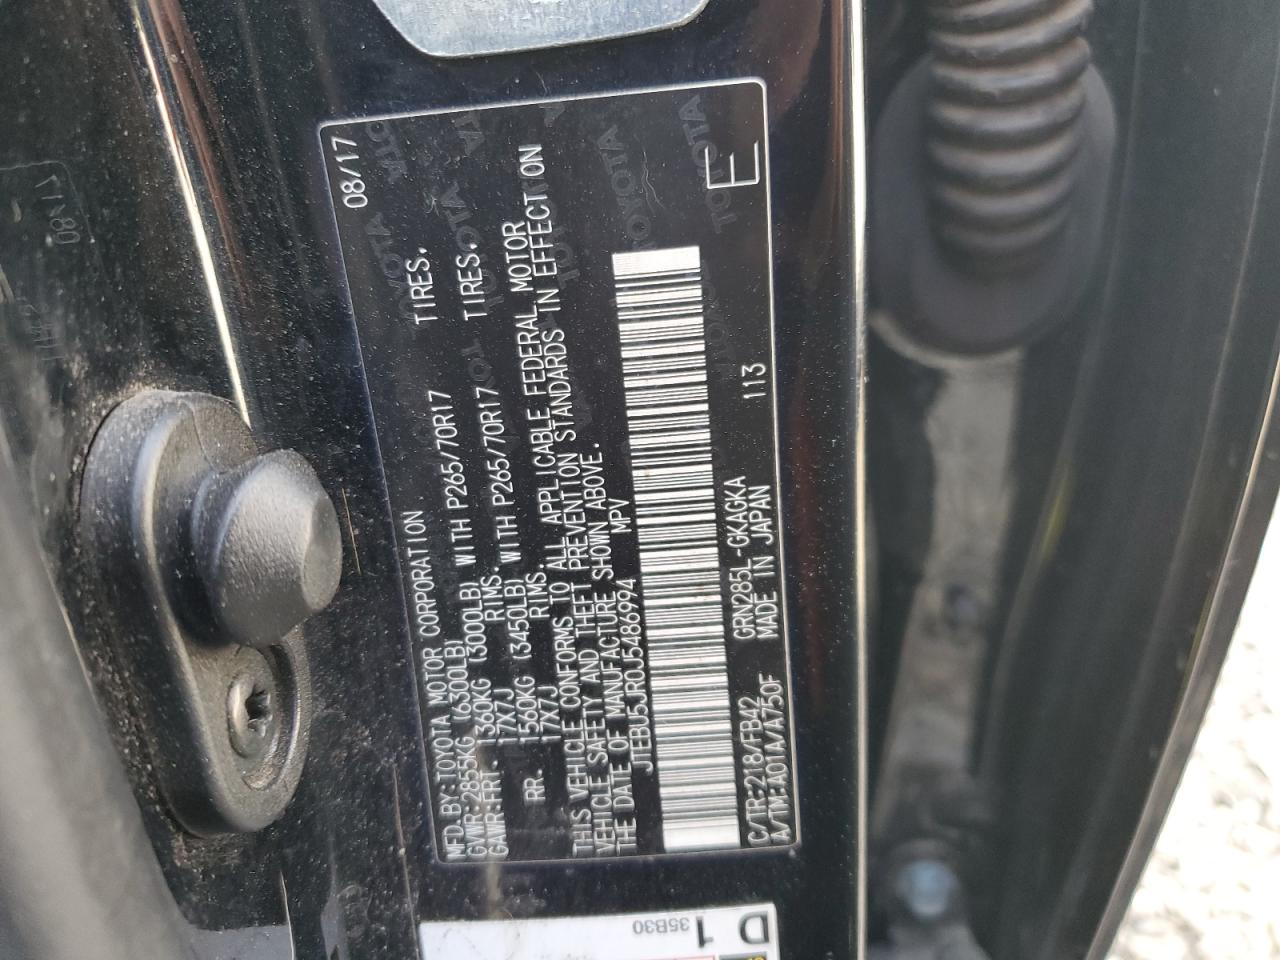 MFD.BY:TOYOTA MOTOR CORPORATION 08/17
GVWR:2855KG (6300LB)
GAWR:FRT. 1360KG (3000LB) WITH P265/70R17 TIRES.
17X7J RIMS.
RR. 1560KG (3450LB) WITH P265/70R17 TIRES.
17X7J RIMS.
THIS VEHICLE CONFORMS TO ALL APPLICABLE FEDERAL MOTOR
VEHICLE SAFETY AND THEFT PREVENTION STANDARDS IN EFFECT ON
THE DATE OF MANUFACTURE SHOWN ABOVE.
JTEBU5JR0J5486994 MPV
E
C/TR:218/FB42 GRN285L-GKAGKA 113
A/TM:A01A/A750F MADE IN JAPAN
TOYOTA
D 1
35B30